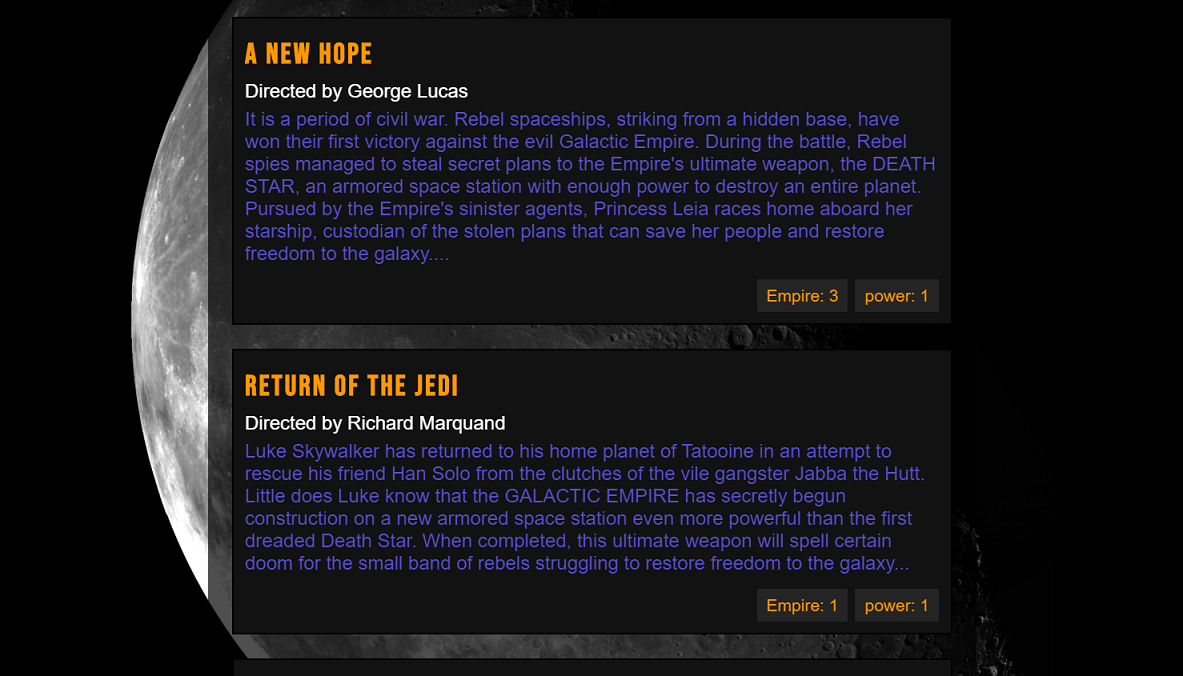 A NEW HOPE
Directed by George Lucas
It is a period of civil war. Rebel spaceships, striking from a hidden base, have
won their first victory against the evil Galactic Empire. During the battle, Rebel
spies managed to steal secret plans to the Empire's ultimate weapon, the DEATH
STAR, an armored space station with enough power to destroy an entire planet.
Pursued by the Empire's sinister agents, Princess Leia races home aboard her
starship, custodian of the stolen plans that can save her people and restore
freedom to the galaxy....
Empire: 3 power: 1
RETURN OF THE JEDI
Directed by Richard Marquand
Luke Skywalker has returned to his home planet of Tatooine in an attempt to
rescue his friend Han Solo from the clutches of the vile gangster Jabba the Hutt.
Little does Luke know that the GALACTIC EMPIRE has secretly begun
construction on a new armored space station even more powerful than the first
dreaded Death Star. When completed, this ultimate weapon will spell certain
doom for the small band of rebels struggling to restore freedom to the galaxy...
Empire: 1 power: 1